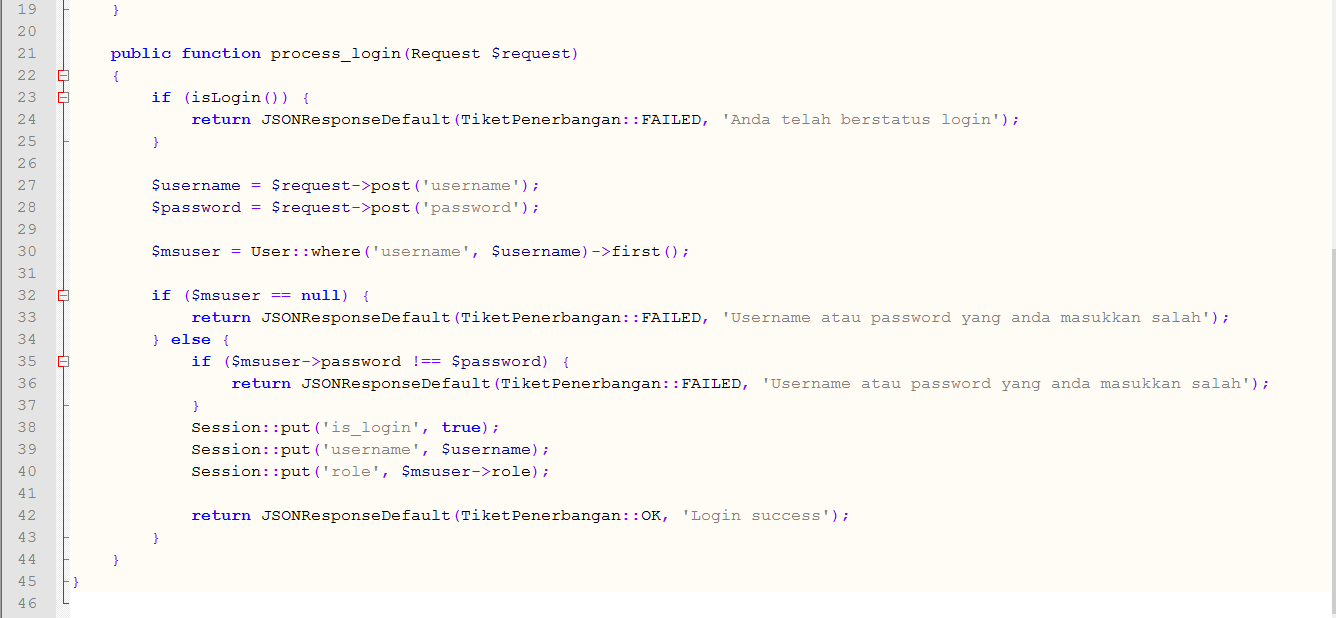 19 }
20
21 public function process_login(Request $request)
22 {
23 if (isLogin()) {
24 return JSONResponseDefault(TiketPenerbangan::FAILED, 'Anda telah berstatus login');
25 }
26
27 $username = $request->post('username');
28 $password = $request->post('password');
29
30 $msuser = User::where('username', $username)->first();
31
32 if ($msuser == null) {
33 return JSONResponseDefault(TiketPenerbangan::FAILED, 'Username atau password yang anda masukkan salah');
34 } else {
35 if ($msuser->password !== $password) {
36 return JSONResponseDefault(TiketPenerbangan::FAILED, 'Username atau password yang anda masukkan salah');
37 }
38 Session::put('is_login', true);
39 Session::put('username', $username);
40 Session::put('role', $msuser->role);
41
42 return JSONResponseDefault(TiketPenerbangan::OK, 'Login success');
43 }
44 }
45 }
46